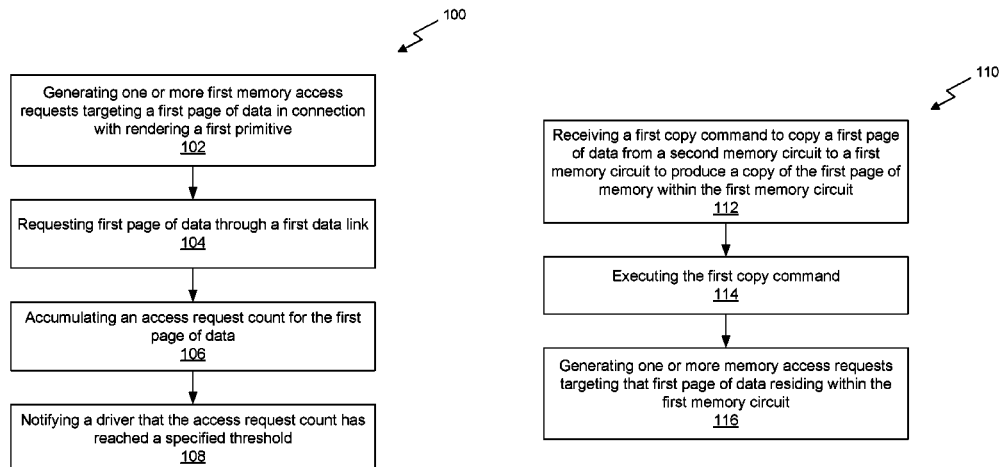 100
Generating one or more first memory access
requests targeting a first page of data in connection
with rendering a first primitive
102
Requesting first page of data through a first data link
104
Accumulating an access request count for the first
page of data
106
Notifying a driver that the access request count has
reached a specified threshold
108
110
Receiving a first copy command to copy a first page
of data from a second memory circuit to a first
memory circuit to produce a copy of the first page of
memory within the first memory circuit
112
Executing the first copy command
114
Generating one or more memory access requests
targeting that first page of data residing within the
first memory circuit
116